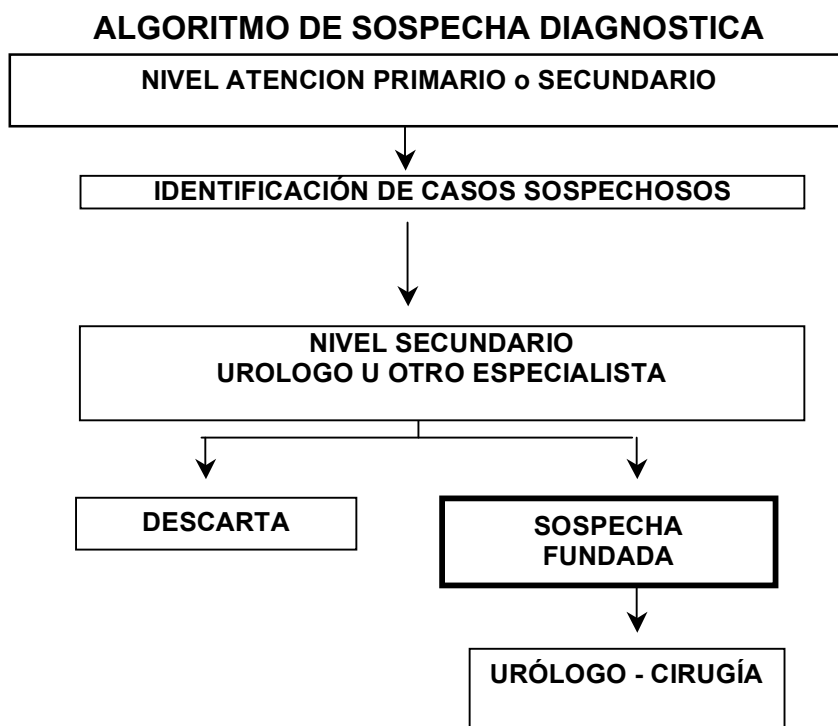 ALGORITMO DE SOSPECHA DIAGNOSTICA
NIVEL ATENCION PRIMARIO o SECUNDARIO
IDENTIFICACIÓN DE CASOS SOSPECHOSOS
NIVEL SECUNDARIO
UROLOGO U OTRO ESPECIALISTA
DESCARTA
SOSPECHA
FUNDADA
URÓLOGO - CIRUGÍA